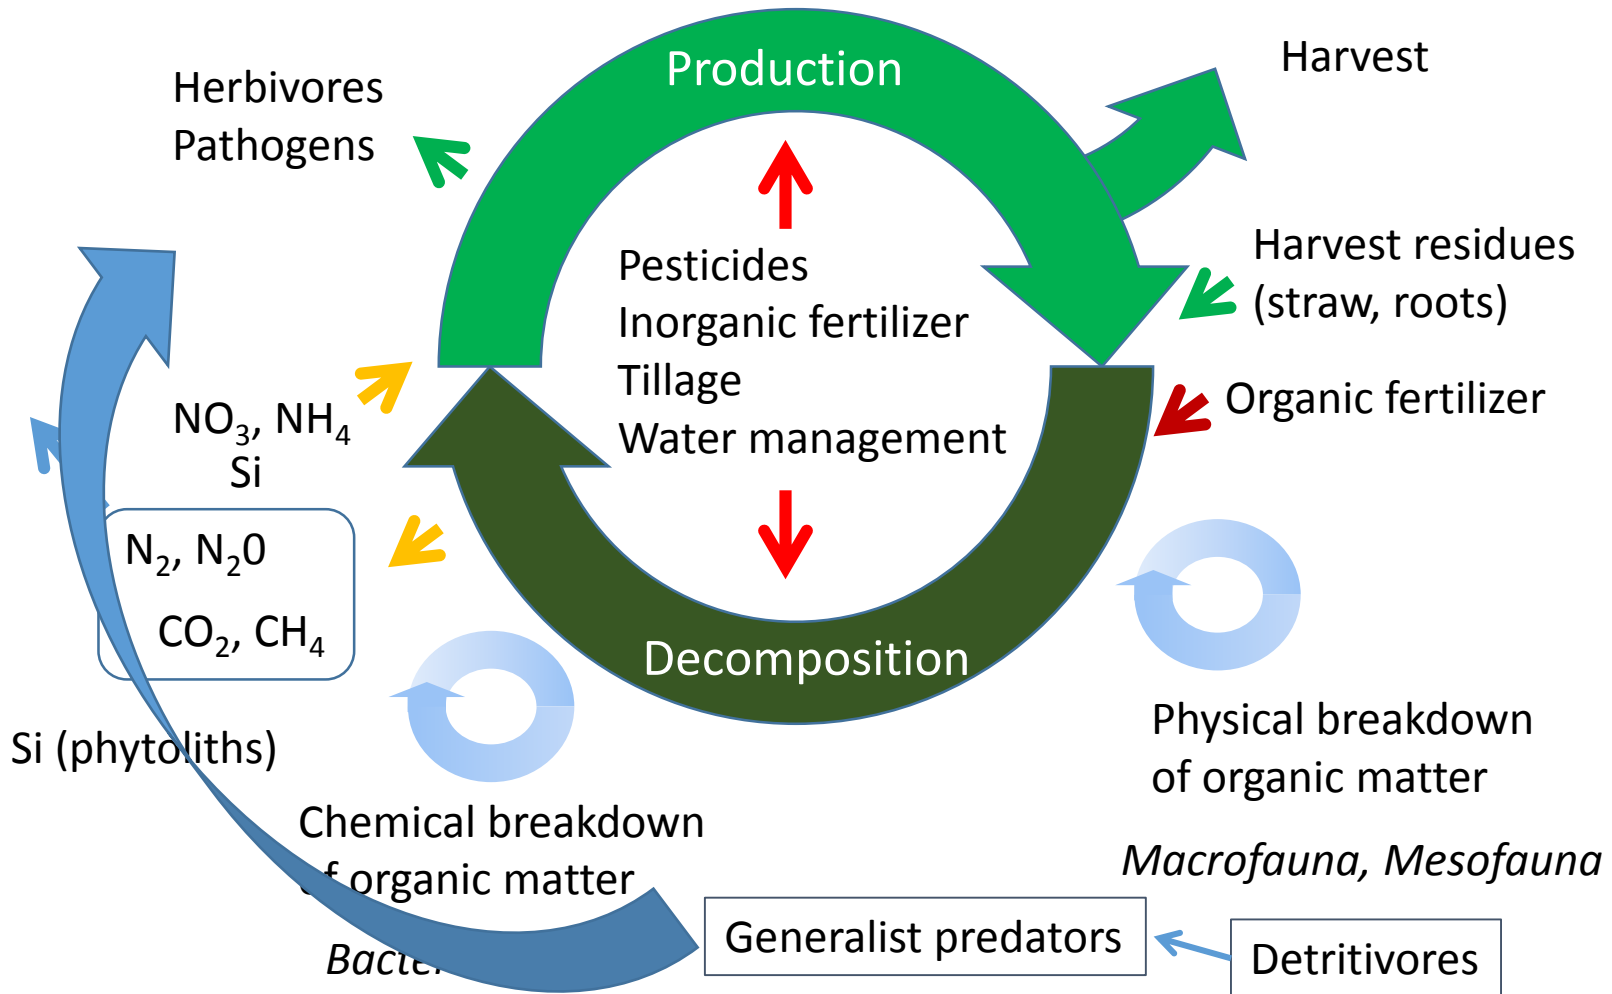 Production
Harvest
Herbivores
Pathogens
Pesticides
Inorganic fertilizer
Tillage
Water management
Harvest residues
(straw, roots)
Organic fertilizer
NO₃, NH₄
Si
N₂, N₂0
CO₂, CH₄
Decomposition
Si (phytoliths)
Physical breakdown
of organic matter
Chemical breakdown
of organic matter
Macrofauna, Mesofauna
Generalist predators
Detritivores